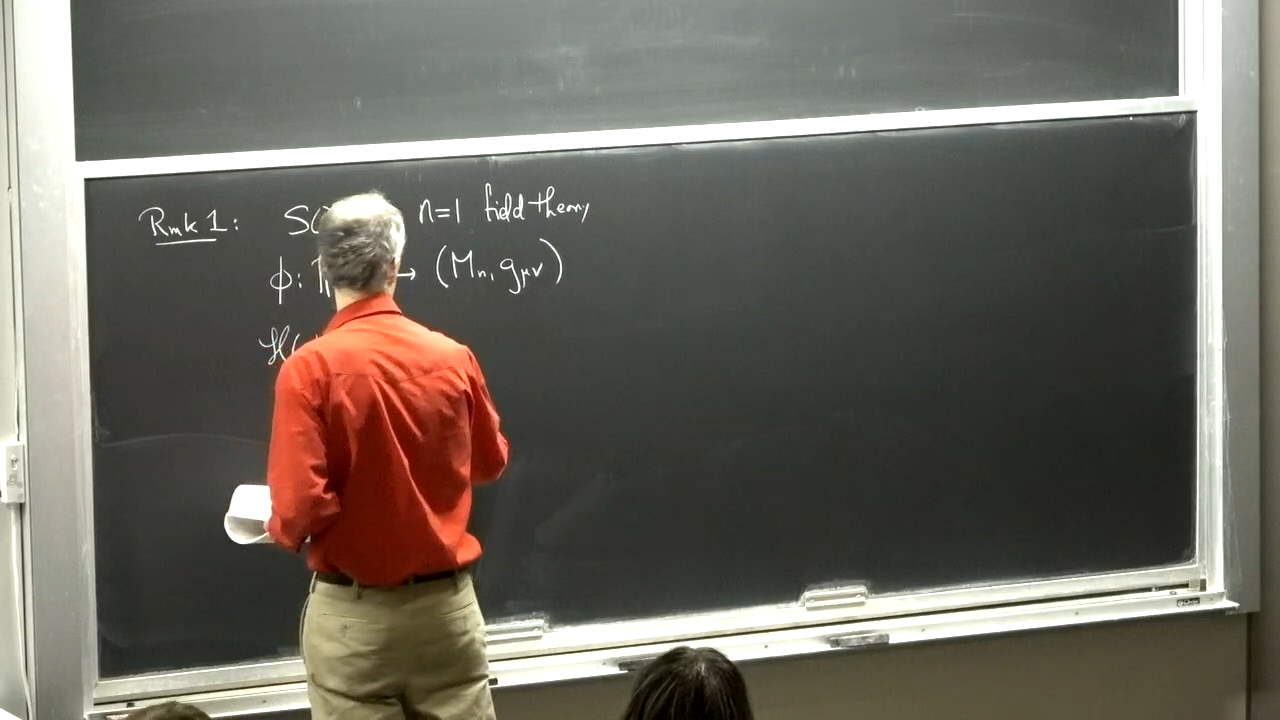 Rmk 1: n=1 field theory
ϕ: → (Mn, gμν)
ℋ(